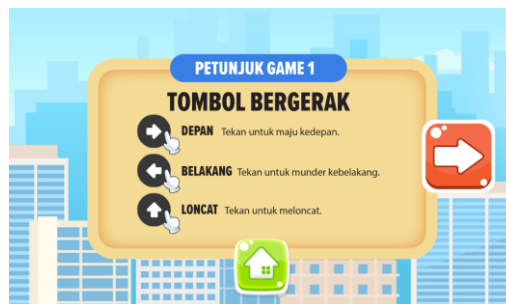 PETUNJUK GAME 1
TOMBOL BERGERAK
DEPAN Tekan untuk maju kedepan.
BELAKANG Tekan untuk munder kebelakang.
LONCAT Tekan untuk meloncat.